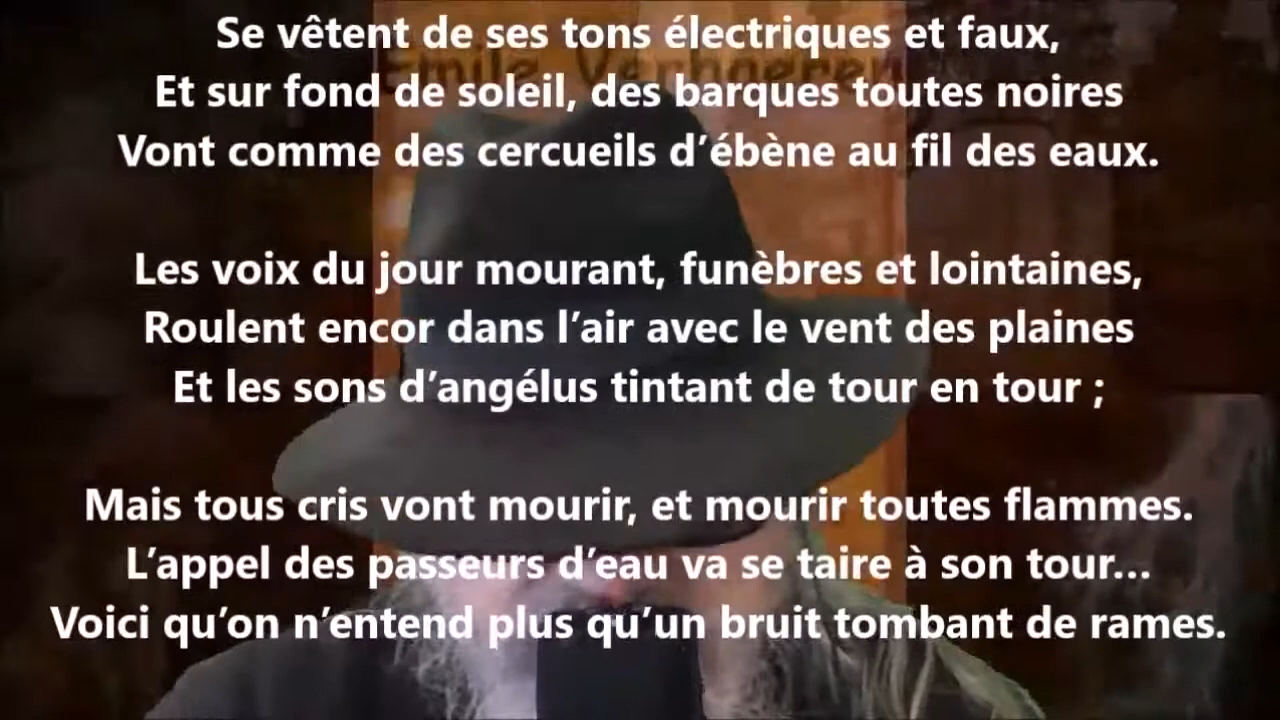 Se vêtent de ses tons électriques et faux,
Emile Verhaeren
Et sur fond de soleil, des barques toutes noires
Vont comme des cercueils d’ébène au fil des eaux.
Les voix du jour mourant, funèbres et lointaines,
Roulent encor dans l’air avec le vent des plaines
Et les sons d’angélus tintant de tour en tour ;
Mais tous cris vont mourir, et mourir toutes flammes.
L’appel des passeurs d’eau va se taire à son tour...
Voici qu’on n’entend plus qu’un bruit tombant de rames.